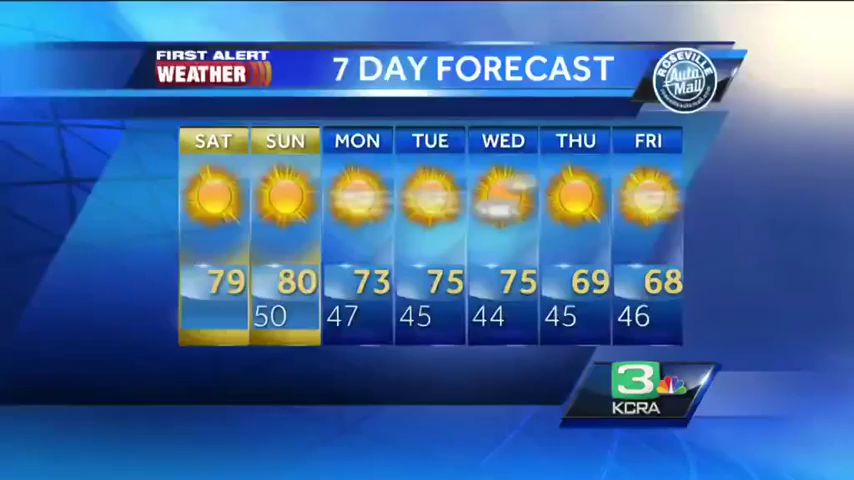 FIRST ALERT
WEATHER
7 DAY FORECAST
ROSEVILLE
Auto
Mall
SAT SUN MON TUE WED THU FRI
79 80 73 75 75 69 68
50 47 45 44 45 46
3
KCRA